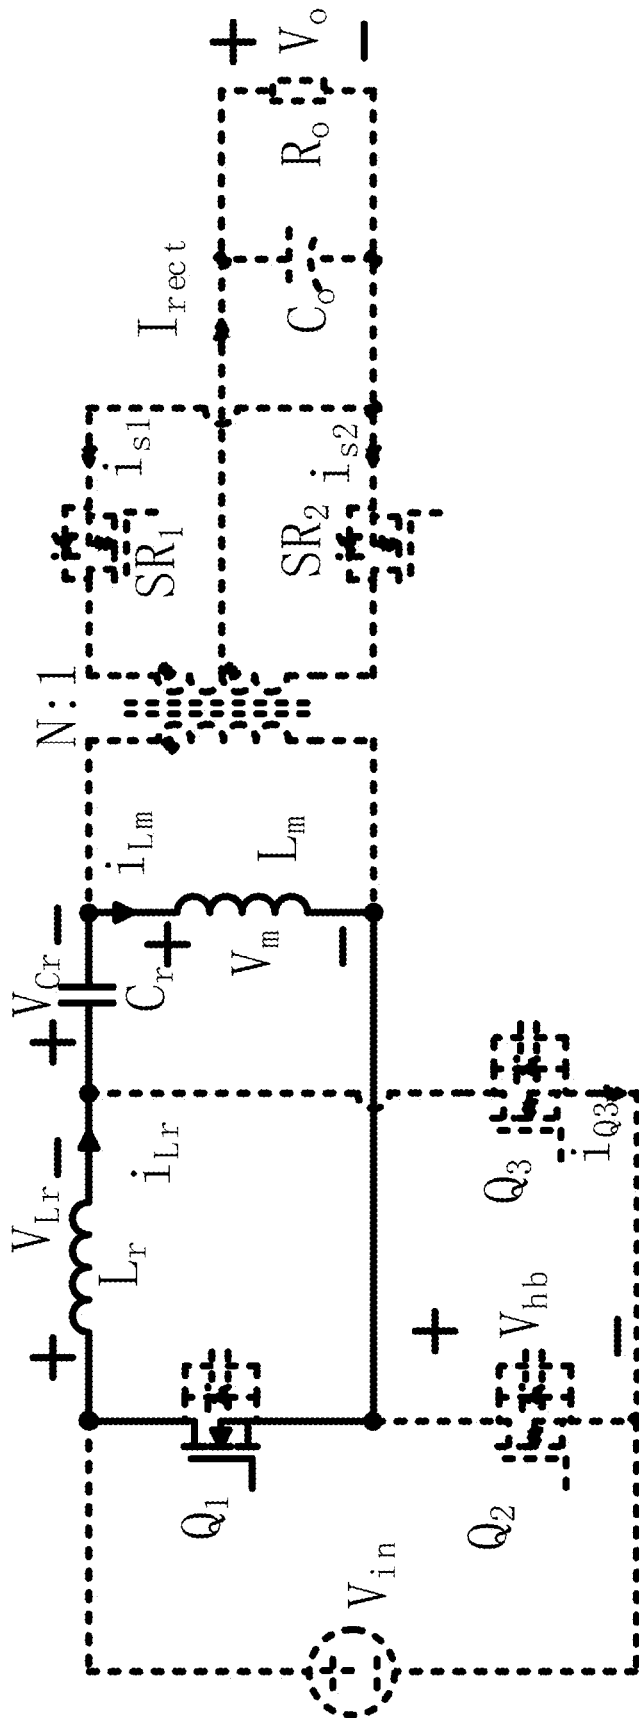 V_in
Q_1
Q_2
V_hb
Q_3
i_Q3
V_Lr
L_r
i_Lr
V_Cr
C_r
i_Lm
V_m
L_m
N:1
SR_1
i_s1
SR_2
i_s2
I_rect
C_o
R_o
V_o